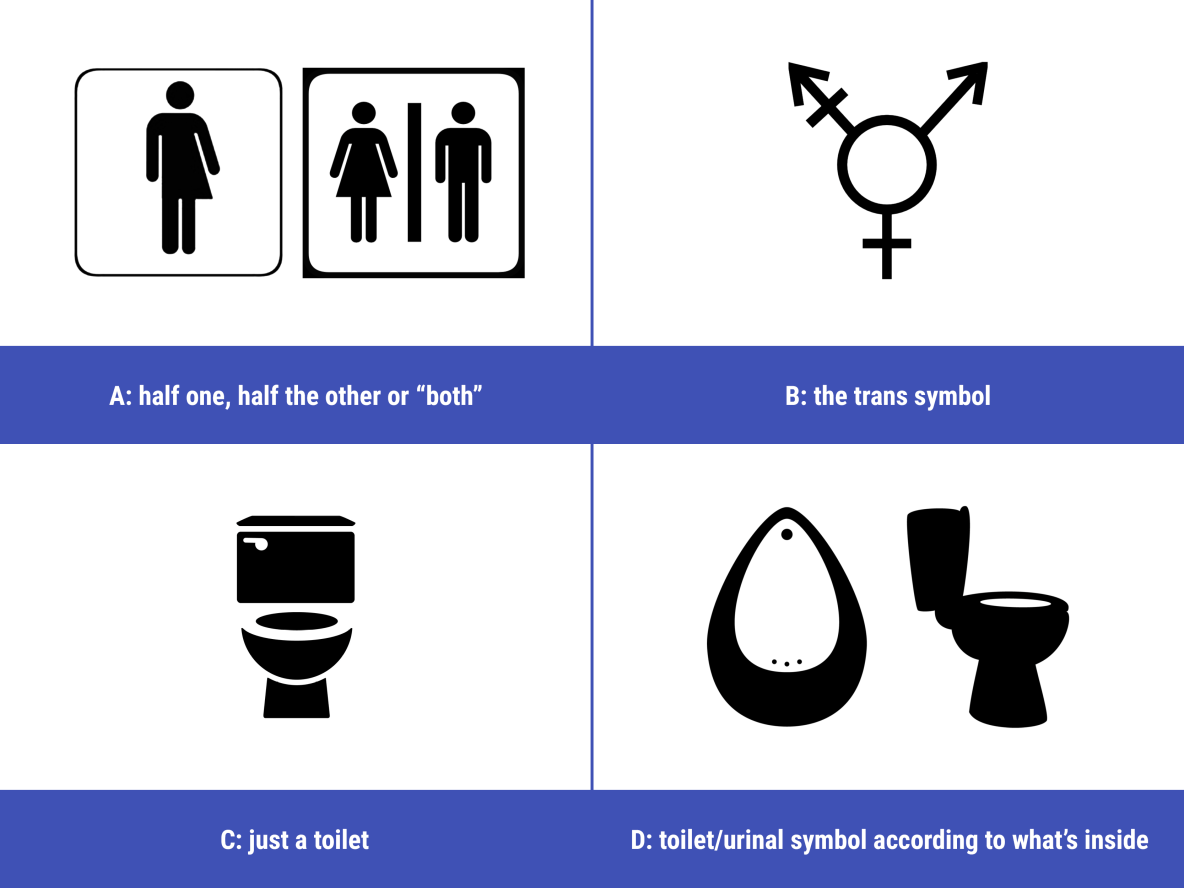 A: half one, half the other or “both”
B: the trans symbol
C: just a toilet
D: toilet/urinal symbol according to what’s inside